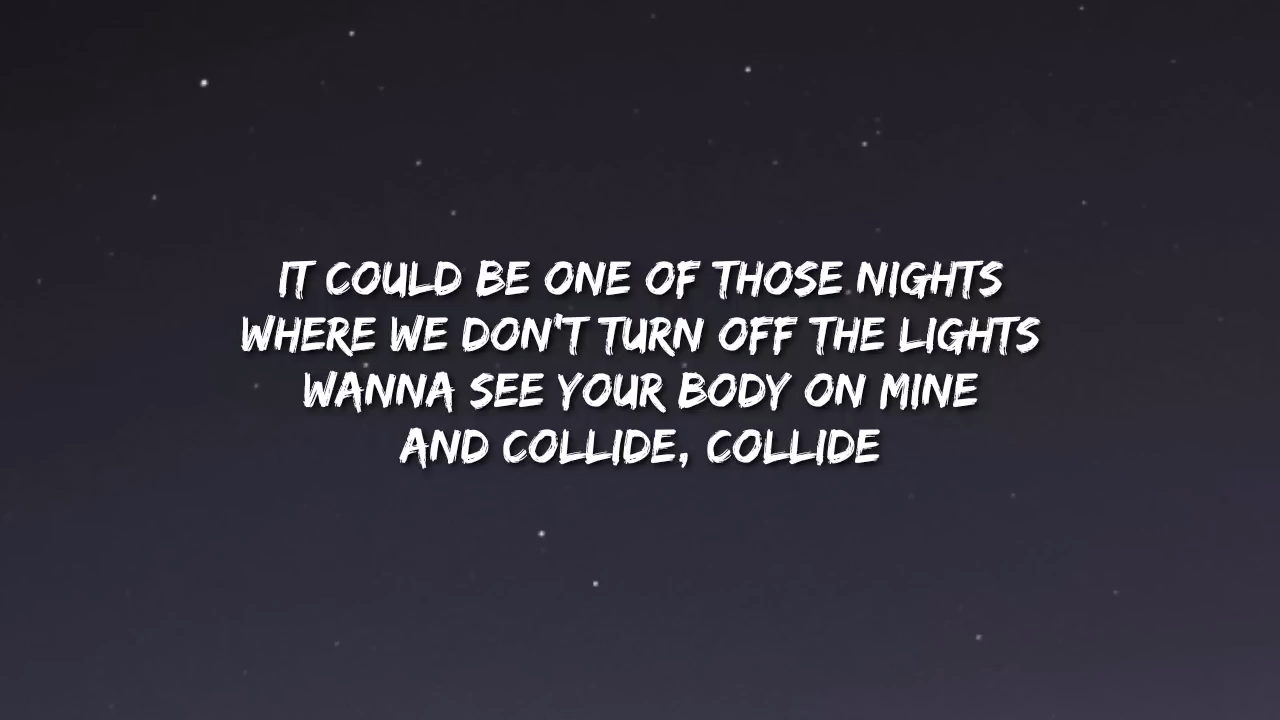 IT COULD BE ONE OF THOSE NIGHTS
WHERE WE DON'T TURN OFF THE LIGHTS
WANNA SEE YOUR BODY ON MINE
AND COLLIDE, COLLIDE